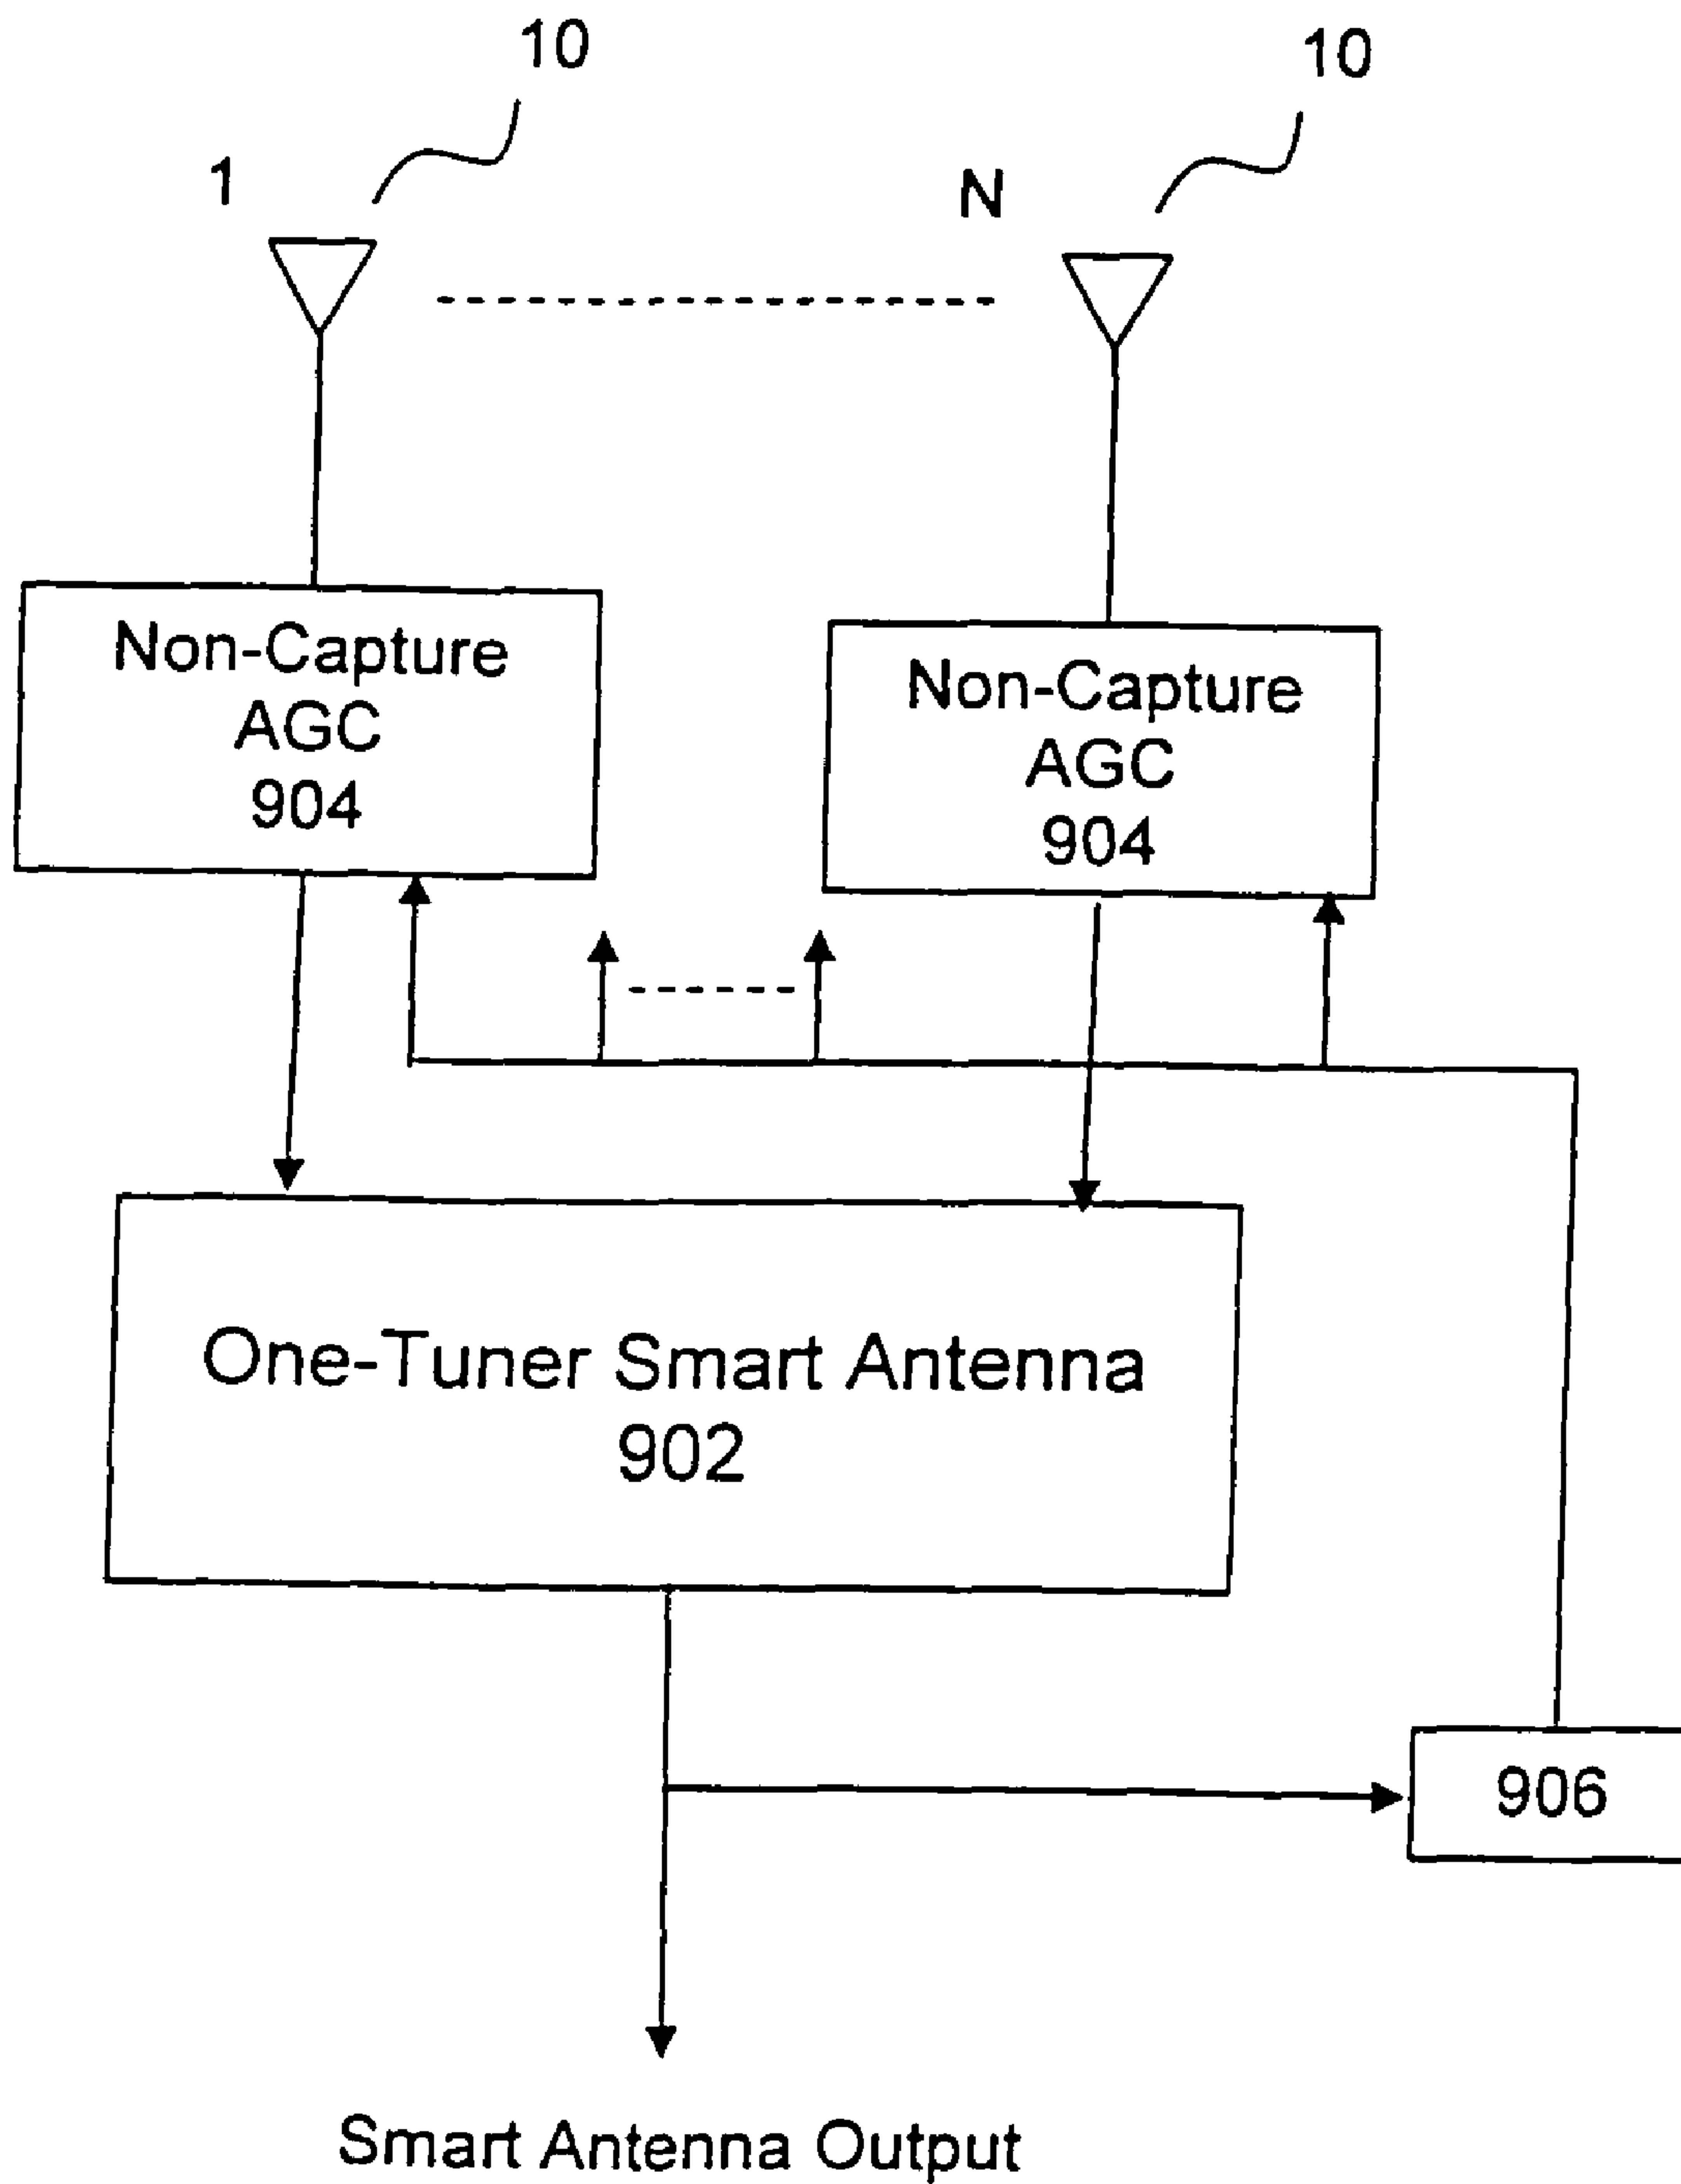 10
10
1
N
Non-Capture
AGC
904
Non-Capture
AGC
904
One-Tuner Smart Antenna
902
906
Smart Antenna Output